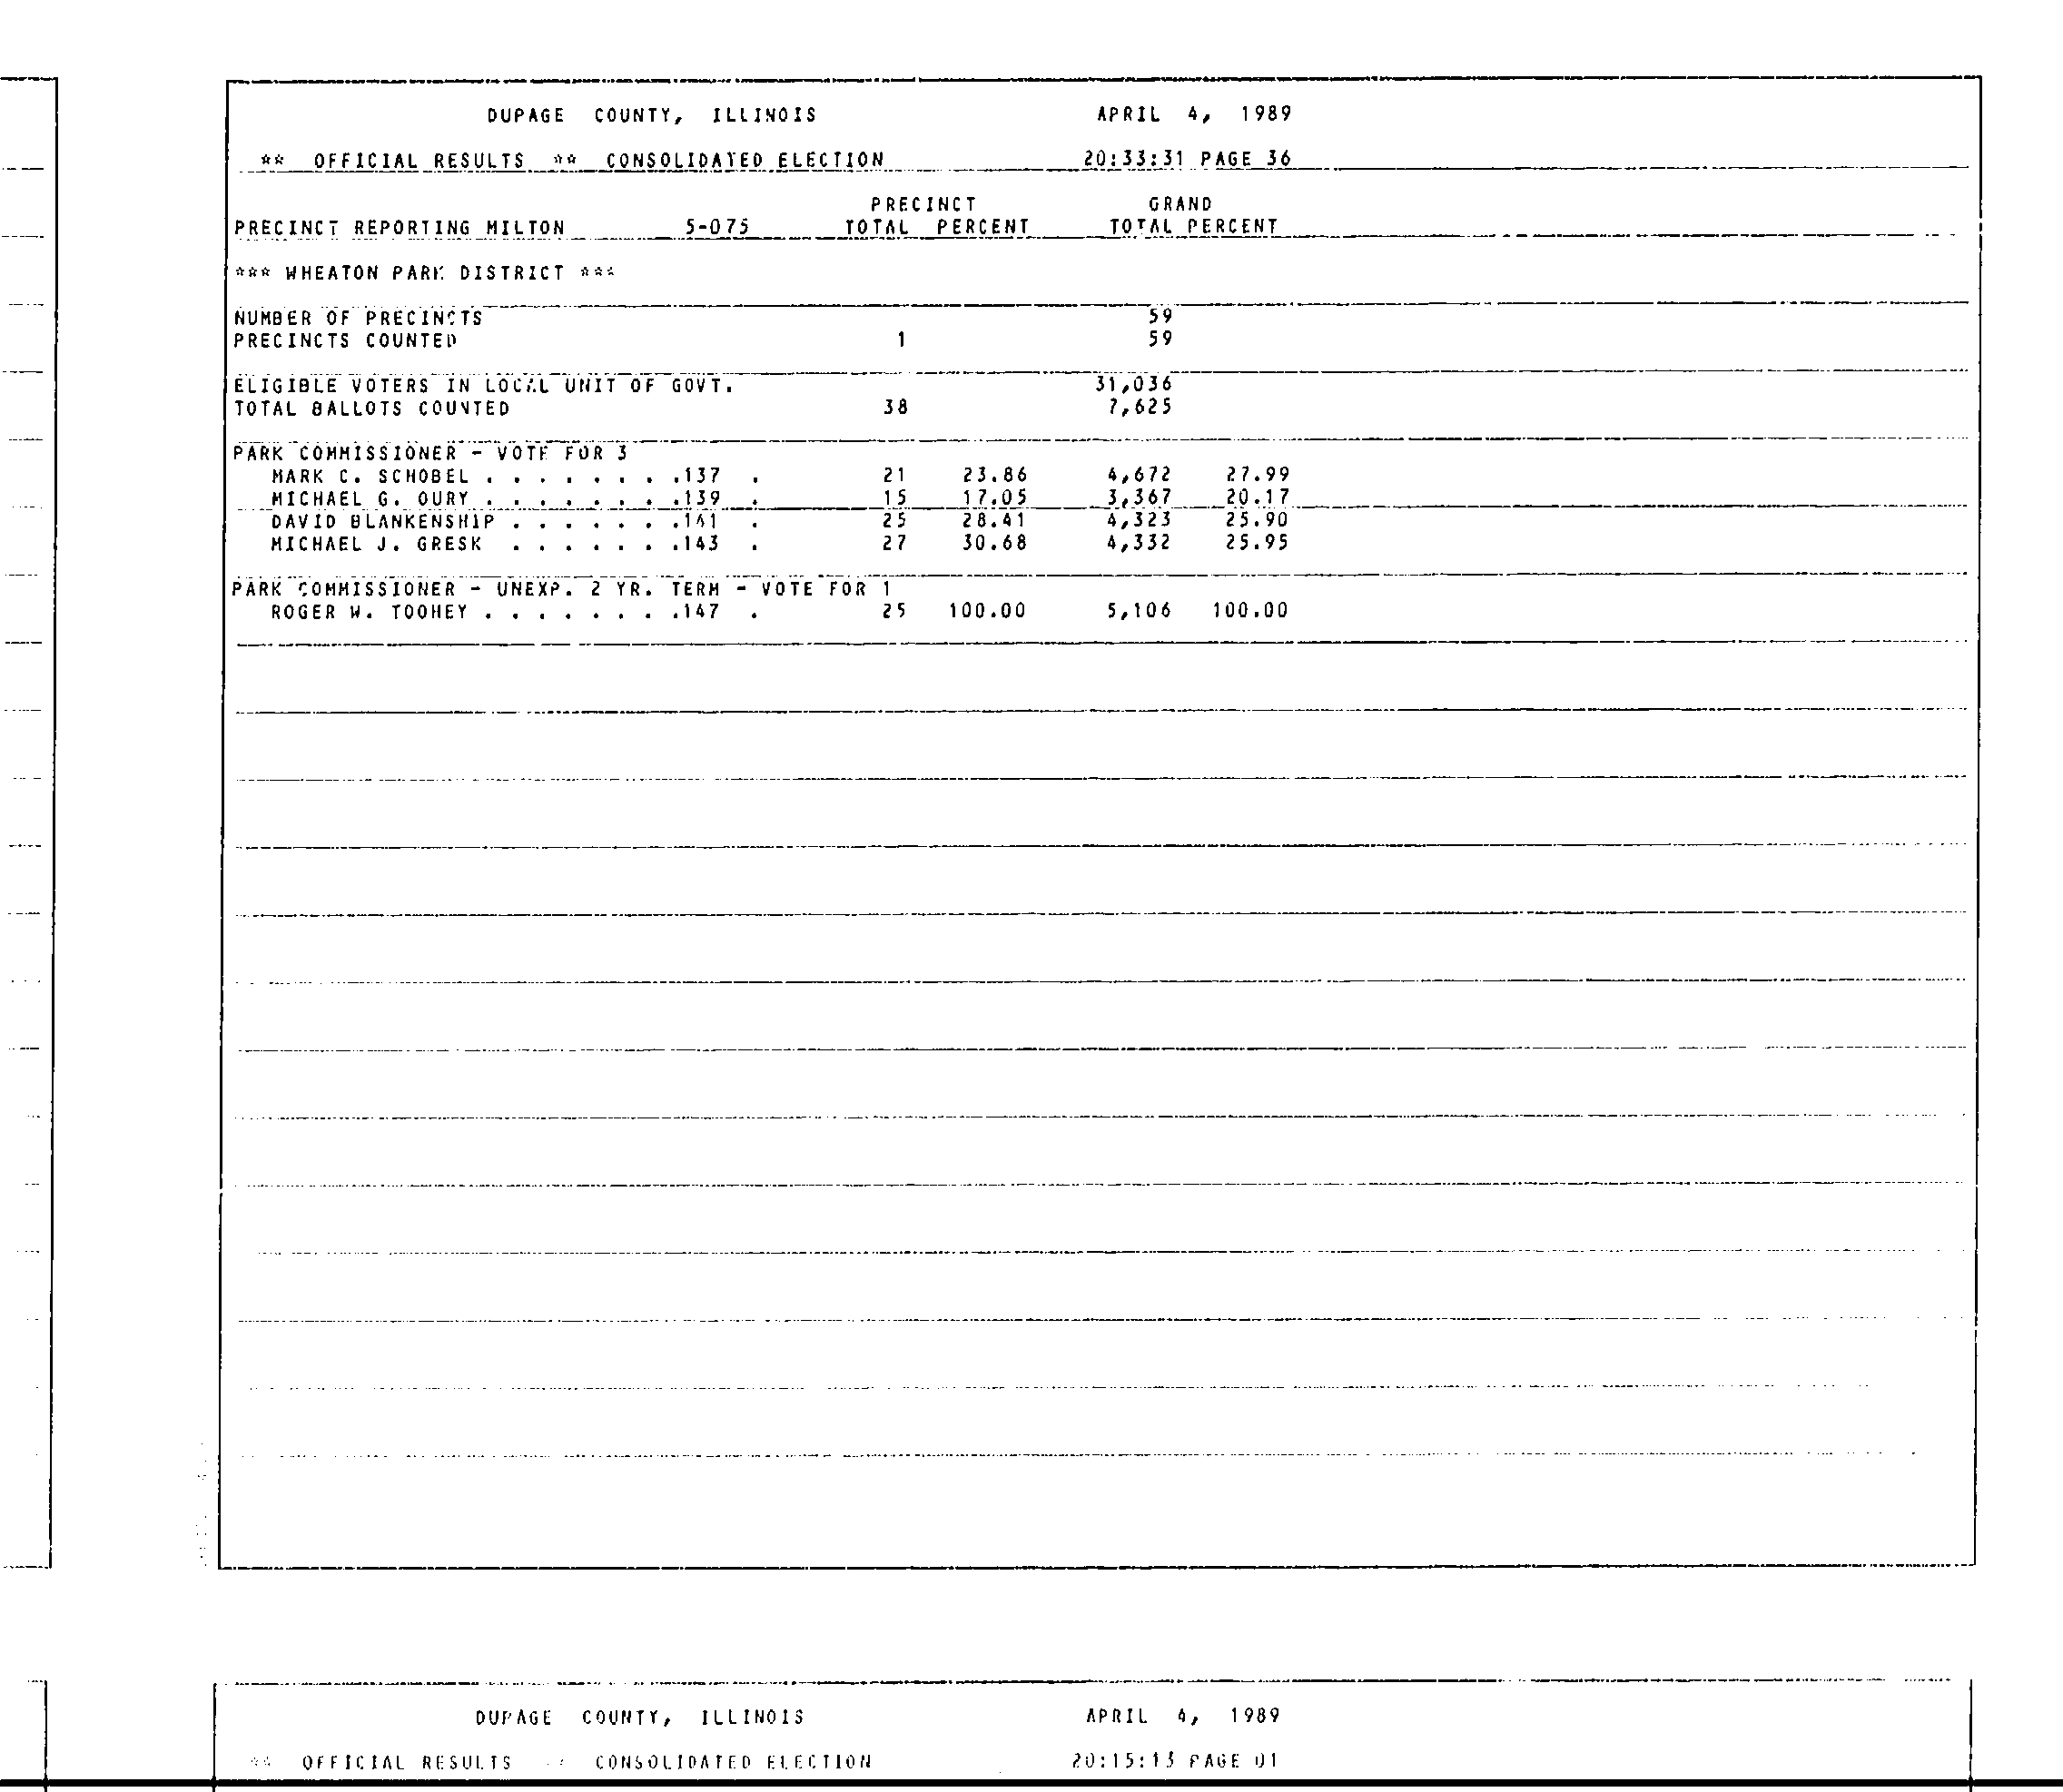 DUPAGE COUNTY, ILLINOIS APRIL 4, 1989
** OFFICIAL RESULTS ** CONSOLIDATED ELECTION 20:33:31 PAGE 36
PRECINCT GRAND
PRECINCT REPORTING MILTON 5-075 TOTAL PERCENT TOTAL PERCENT
*** WHEATON PARK DISTRICT ***
NUMBER OF PRECINCTS 59
PRECINCTS COUNTED 1 59
ELIGIBLE VOTERS IN LOCAL UNIT OF GOVT. 31,036
TOTAL BALLOTS COUNTED 38 7,625
PARK COMMISSIONER - VOTE FOR 3
MARK C. SCHOBEL . . . . . . . .137 . 21 23.86 4,672 27.99
MICHAEL G. OURY . . . . . . . .139 . 15 17.05 3,367 20.17
DAVID BLANKENSHIP . . . . . . .141 . 25 28.41 4,323 25.90
MICHAEL J. GRESK . . . . . . .143 . 27 30.68 4,332 25.95
PARK COMMISSIONER - UNEXP. 2 YR. TERM - VOTE FOR 1
ROGER W. TOOHEY . . . . . . . .147 . 25 100.00 5,106 100.00
DUPAGE COUNTY, ILLINOIS APRIL 4, 1989
** OFFICIAL RESULTS ** CONSOLIDATED ELECTION 20:15:13 PAGE 01